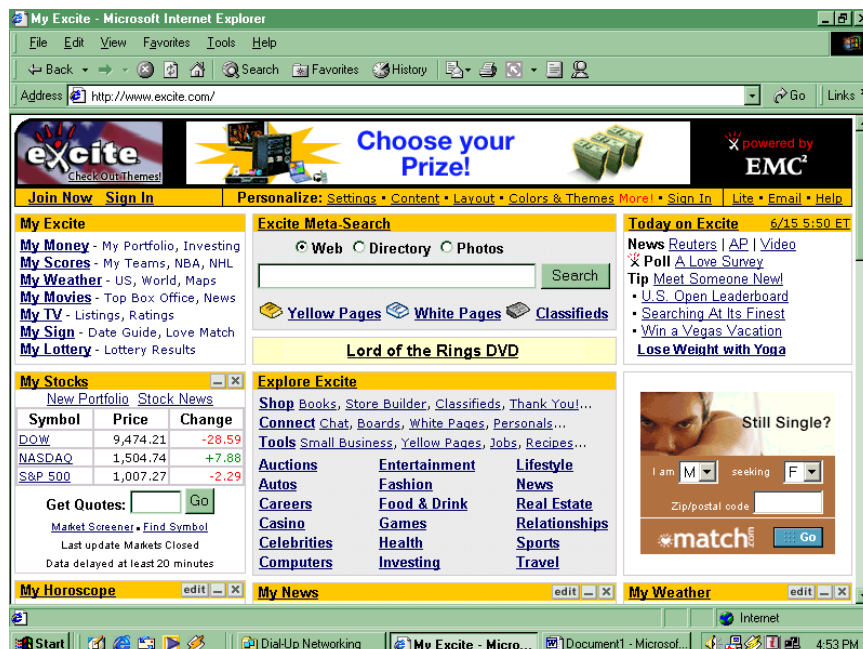 My Excite - Microsoft Internet Explorer
File Edit View Favorites Tools Help
Back Search Favorites History
Address http://www.excite.com/ Go Links
excite
Check Out Themes!
Choose your
Prize!
powered by
EMC²
Join Now Sign In Personalize: Settings • Content • Layout • Colors & Themes More! • Sign In Lite • Email • Help
My Excite
My Money - My Portfolio, Investing
My Scores - My Teams, NBA, NHL
My Weather - US, World, Maps
My Movies - Top Box Office, News
My TV - Listings, Ratings
My Sign - Date Guide, Love Match
My Lottery - Lottery Results
Excite Meta-Search
Web Directory Photos
Search
Yellow Pages White Pages Classifieds
Lord of the Rings DVD
Today on Excite 6/15 5:50 ET
News Reuters | AP | Video
Poll A Love Survey
Tip Meet Someone New!
• U.S. Open Leaderboard
• Searching At Its Finest
• Win a Vegas Vacation
Lose Weight with Yoga
My Stocks
New Portfolio Stock News
Symbol Price Change
DOW 9,474.21 -28.59
NASDAQ 1,504.74 +7.88
S&P 500 1,007.27 -2.29
Get Quotes: Go
Market Screener • Find Symbol
Last update Markets Closed
Data delayed at least 20 minutes
Explore Excite
Shop Books, Store Builder, Classifieds, Thank You!...
Connect Chat, Boards, White Pages, Personals...
Tools Small Business, Yellow Pages, Jobs, Recipes...
Auctions Entertainment Lifestyle
Autos Fashion News
Careers Food & Drink Real Estate
Casino Games Relationships
Celebrities Health Sports
Computers Investing Travel
Still Single?
I am M seeking F
Zip/postal code
match.com Go
My Horoscope edit
My News edit
My Weather edit
Internet
Start Dial-Up Networking My Excite - Micro... Document1 - Microsof... 4:53 PM